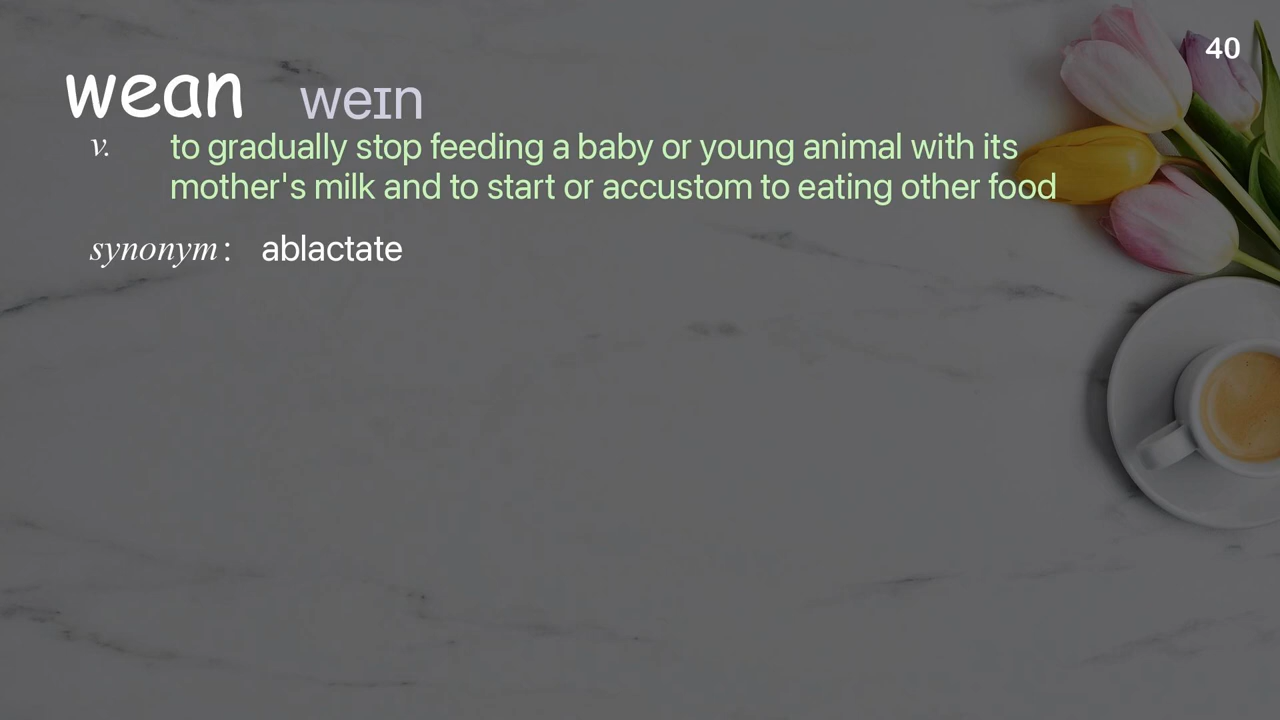 40
wean weɪn
v. to gradually stop feeding a baby or young animal with its
mother's milk and to start or accustom to eating other food
synonym : ablactate